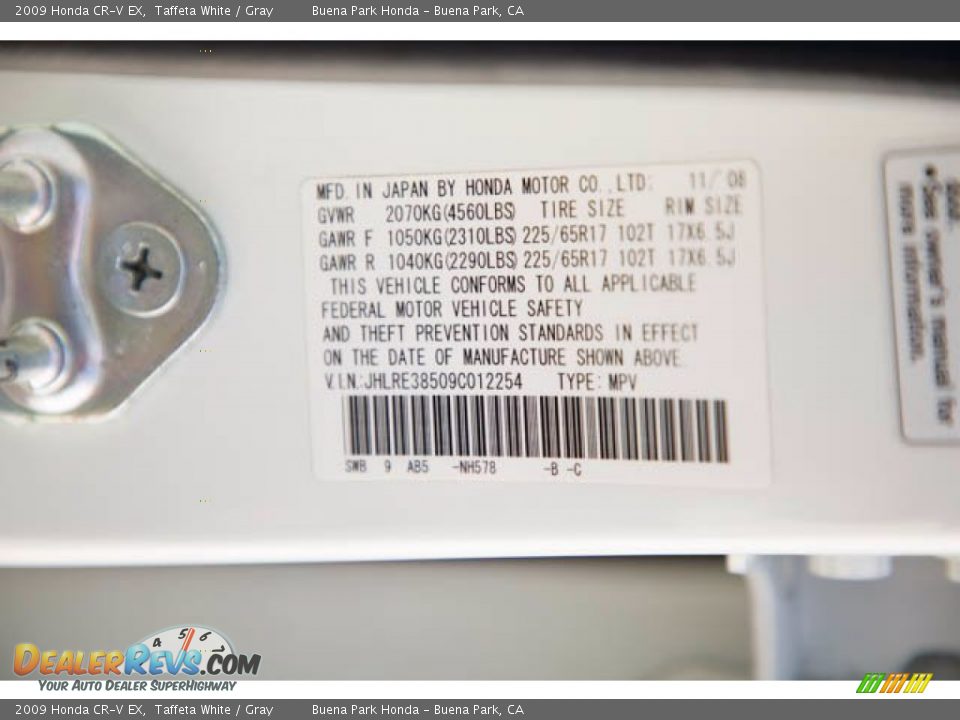 2009 Honda CR-V EX, Taffeta White / Gray Buena Park Honda - Buena Park, CA
MFD. IN JAPAN BY HONDA MOTOR CO.,LTD. 11/'08
GVWR 2070KG(4560LBS) TIRE SIZE RIM SIZE
GAWR F 1050KG(2310LBS) 225/65R17 102T 17X6.5J
GAWR R 1040KG(2290LBS) 225/65R17 102T 17X6.5J
THIS VEHICLE CONFORMS TO ALL APPLICABLE
FEDERAL MOTOR VEHICLE SAFETY
AND THEFT PREVENTION STANDARDS IN EFFECT
ON THE DATE OF MANUFACTURE SHOWN ABOVE.
V.I.N.:JHLRE38509C012254 TYPE: MPV
SWB 9 AB5 -NH578 -B -C
See owner's manual for
more information.
4 5 6 7
DEALERREVS.COM
YOUR AUTO DEALER SUPERHIGHWAY
2009 Honda CR-V EX, Taffeta White / Gray Buena Park Honda - Buena Park, CA